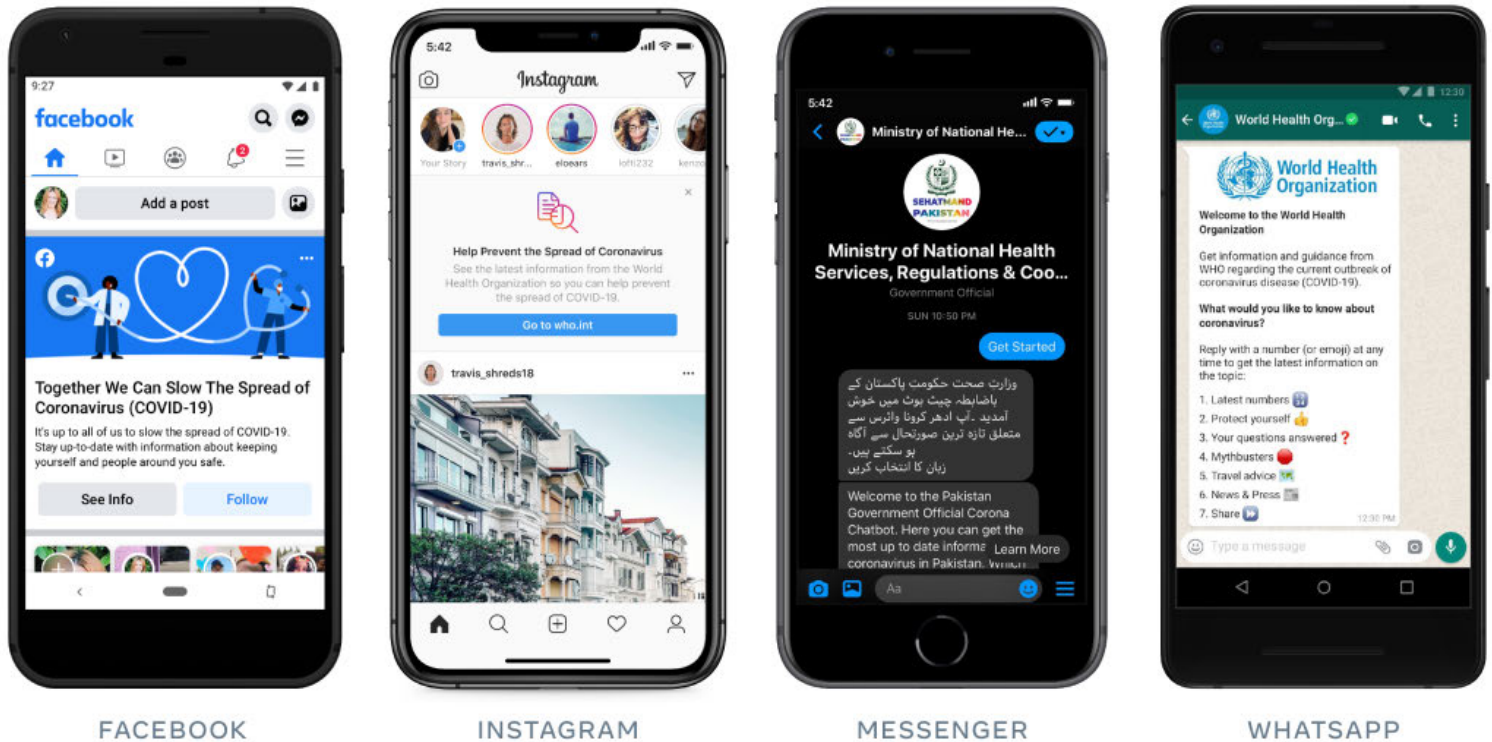 9:27
facebook
2
Add a post
Together We Can Slow The Spread of
Coronavirus (COVID-19)
It's up to all of us to slow the spread of COVID-19.
Stay up-to-date with information about keeping
yourself and people around you safe.
See Info
Follow
FACEBOOK
5:42
Instagram
Your Story
travis_shr...
eloears
lofti232
kenzo
Help Prevent the Spread of Coronavirus
See the latest information from the World
Health Organization so you can help prevent
the spread of COVID-19.
Go to who.int
travis_shreds18
INSTAGRAM
5:42
Ministry of National He...
SEHATMAND
PAKISTAN
Ministry of National Health
Services, Regulations & Coo...
Government Official
SUN 10:50 PM
Get Started
وزارتِ صحت حکومتِ پاکستان کے
باضابطہ چیٹ بوٹ میں خوش
آمدید ۔آپ ادھر کرونا وائرس سے
متعلق تازہ ترین صورتحال سے آگاہ
ہو سکتے ہیں۔
زبان کا انتخاب کریں
Welcome to the Pakistan
Government Official Corona
Chatbot. Here you can get the
most up to date informa
Learn More
coronavirus in Pakistan. Which
Aa
MESSENGER
12:30
World Health Org...
World Health
Organization
Welcome to the World Health
Organization
Get information and guidance from
WHO regarding the current outbreak of
coronavirus disease (COVID-19).
What would you like to know about
coronavirus?
Reply with a number (or emoji) at any
time to get the latest information on
the topic:
1. Latest numbers 🔢
2. Protect yourself 👍
3. Your questions answered ❓
4. Mythbusters 🔴
5. Travel advice 🗺️
6. News & Press 📰
7. Share ⏩
12:30 PM
Type a message
WHATSAPP